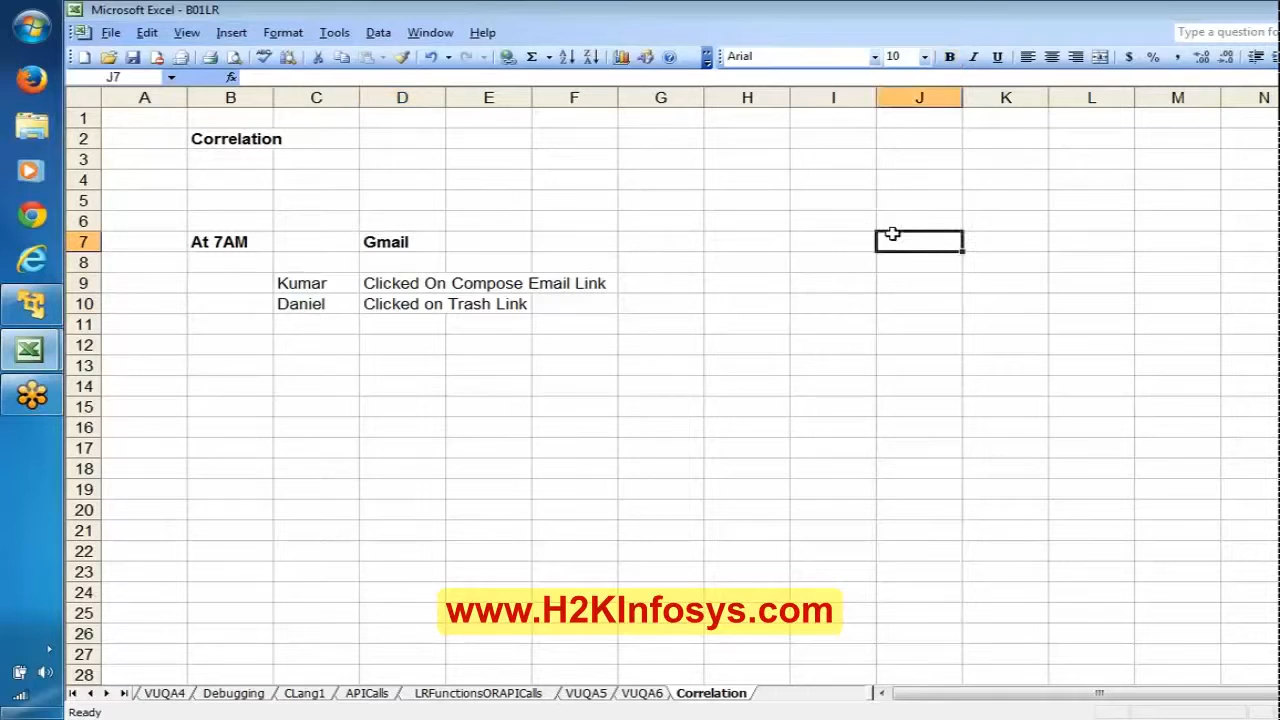 Microsoft Excel - B01LR
File Edit View Insert Format Tools Data Window Help Type a question fo
Arial 10 B I U $ % ,
J7 fx
A B C D E F G H I J K L M N
1
2 Correlation
3
4
5
6
7 At 7AM Gmail
8
9 Kumar Clicked On Compose Email Link
10 Daniel Clicked on Trash Link
11
12
13
14
15
16
17
18
19
20
21
22
23
24
25
26
27
28
www.H2KInfosys.com
VUQA4 Debugging CLang1 APICalls LRFunctionsORAPICalls VUQA5 VUQA6 Correlation
Ready